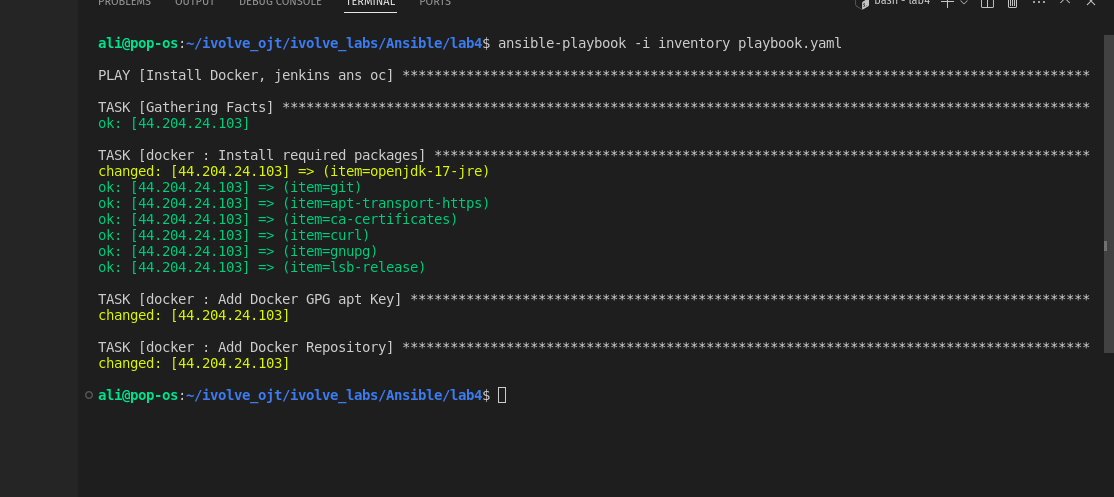 PROBLEMS OUTPUT DEBUG CONSOLE TERMINAL PORTS bash - lab4
ali@pop-os:~/ivolve_ojt/ivolve_labs/Ansible/lab4$ ansible-playbook -i inventory playbook.yaml
PLAY [Install Docker, jenkins ans oc] **************************************************************************************
TASK [Gathering Facts] *****************************************************************************************************
ok: [44.204.24.103]
TASK [docker : Install required packages] **********************************************************************************
changed: [44.204.24.103] => (item=openjdk-17-jre)
ok: [44.204.24.103] => (item=git)
ok: [44.204.24.103] => (item=apt-transport-https)
ok: [44.204.24.103] => (item=ca-certificates)
ok: [44.204.24.103] => (item=curl)
ok: [44.204.24.103] => (item=gnupg)
ok: [44.204.24.103] => (item=lsb-release)
TASK [docker : Add Docker GPG apt Key] *************************************************************************************
changed: [44.204.24.103]
TASK [docker : Add Docker Repository] **************************************************************************************
changed: [44.204.24.103]
ali@pop-os:~/ivolve_ojt/ivolve_labs/Ansible/lab4$